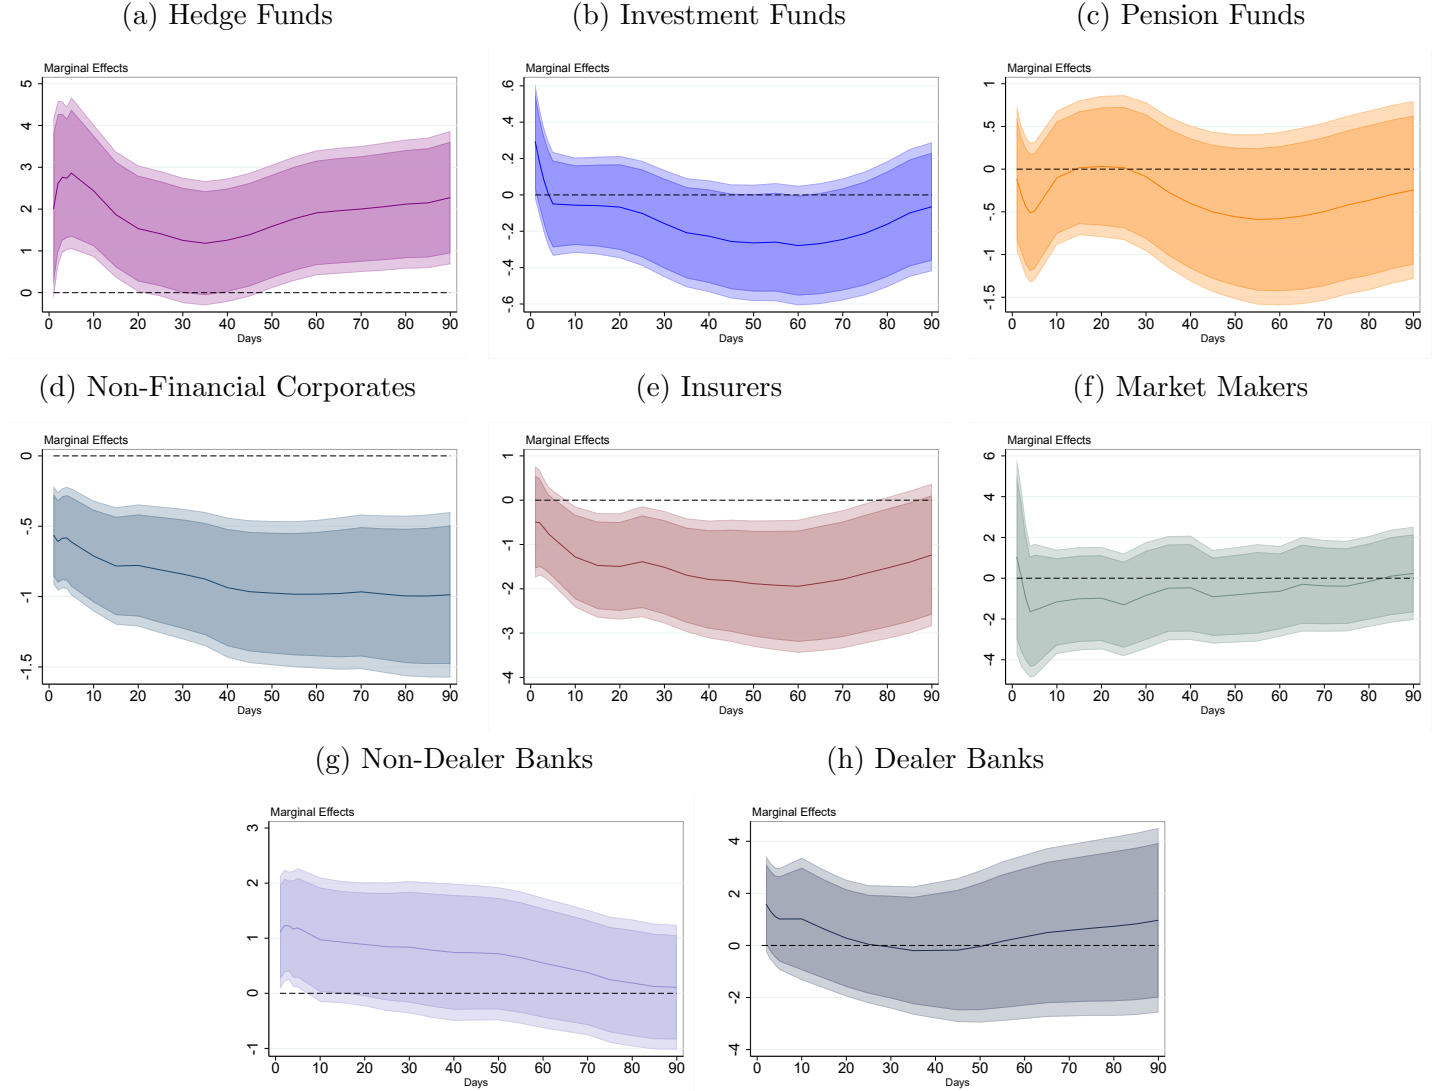 (a) Hedge Funds
Marginal Effects
5
4
3
2
1
0
0 10 20 30 40 50 60 70 80 90
Days
(b) Investment Funds
Marginal Effects
.6
.4
.2
0
-.2
-.4
-.6
0 10 20 30 40 50 60 70 80 90
Days
(c) Pension Funds
Marginal Effects
1
.5
0
-.5
-1
-1.5
0 10 20 30 40 50 60 70 80 90
Days
(d) Non-Financial Corporates
Marginal Effects
0
-.5
-1
-1.5
0 10 20 30 40 50 60 70 80 90
Days
(e) Insurers
Marginal Effects
1
0
-1
-2
-3
-4
0 10 20 30 40 50 60 70 80 90
Days
(f) Market Makers
Marginal Effects
6
4
2
0
-2
-4
0 10 20 30 40 50 60 70 80 90
Days
(g) Non-Dealer Banks
Marginal Effects
3
2
1
0
-1
0 10 20 30 40 50 60 70 80 90
Days
(h) Dealer Banks
Marginal Effects
4
2
0
-2
-4
0 10 20 30 40 50 60 70 80 90
Days